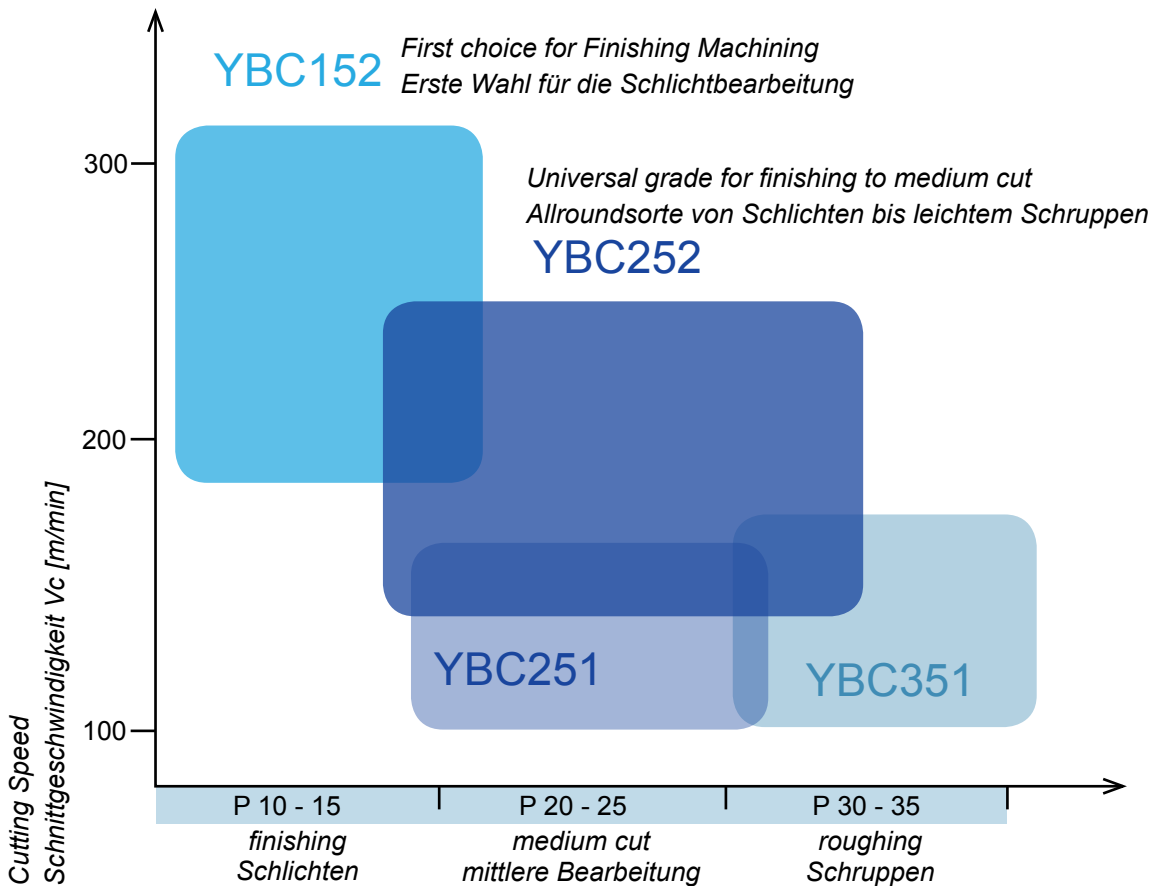 YBC152
First choice for Finishing Machining
Erste Wahl für die Schlichtbearbeitung
300
Universal grade for finishing to medium cut
Allroundsorte von Schlichten bis leichtem Schruppen
YBC252
200
YBC251
YBC351
100
Cutting Speed
Schnittgeschwindigkeit Vc [m/min]
P 10 - 15
P 20 - 25
P 30 - 35
finishing
Schlichten
medium cut
mittlere Bearbeitung
roughing
Schruppen